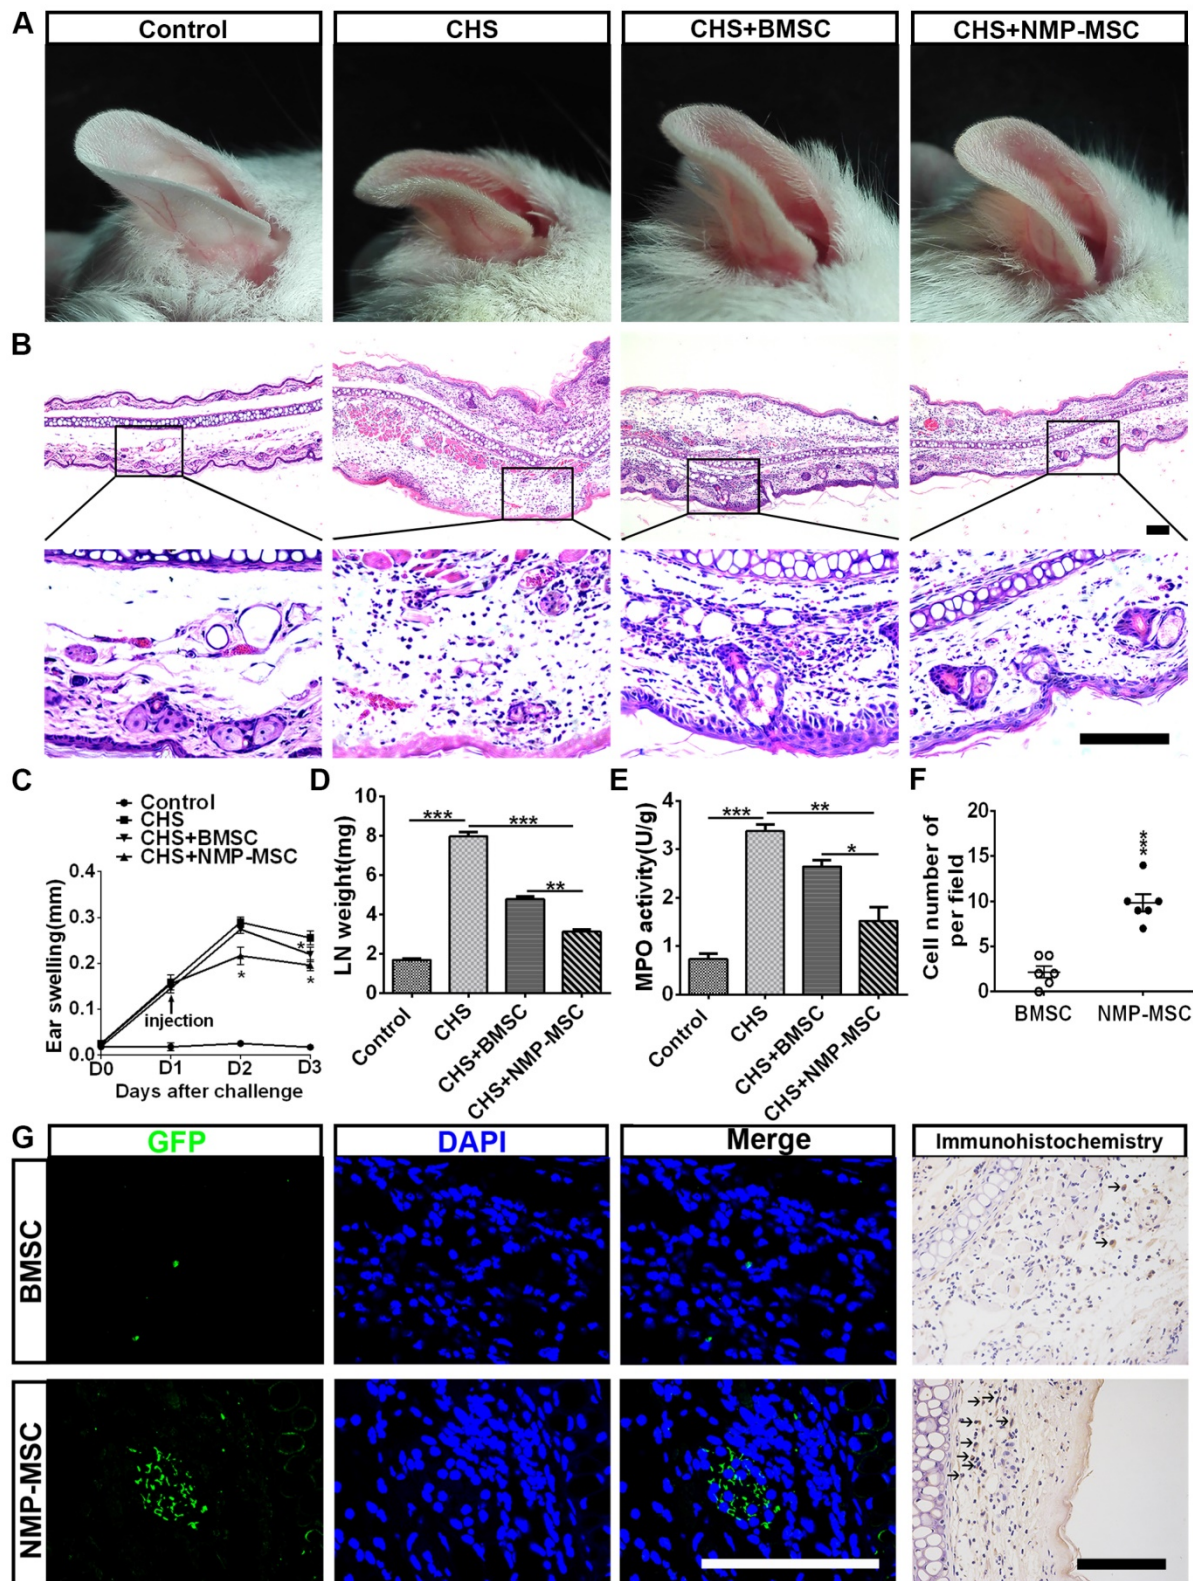 A
Control
CHS
CHS+BMSC
CHS+NMP-MSC
B
C
Control
CHS
CHS+BMSC
CHS+NMP-MSC
Ear swelling(mm)
0.4
0.3
0.2
0.1
0.0
*
*
*
injection
D0
D1
D2
D3
Days after challenge
D
LN weight(mg)
10
8
6
4
2
0
***
***
**
Control
CHS
CHS+BMSC
CHS+NMP-MSC
E
MPO activity(U/g)
4
3
2
1
0
***
**
*
Control
CHS
CHS+BMSC
CHS+NMP-MSC
F
Cell number of
per field
20
15
10
5
0
***
BMSC
NMP-MSC
G
GFP
DAPI
Merge
Immunohistochemistry
BMSC
NMP-MSC